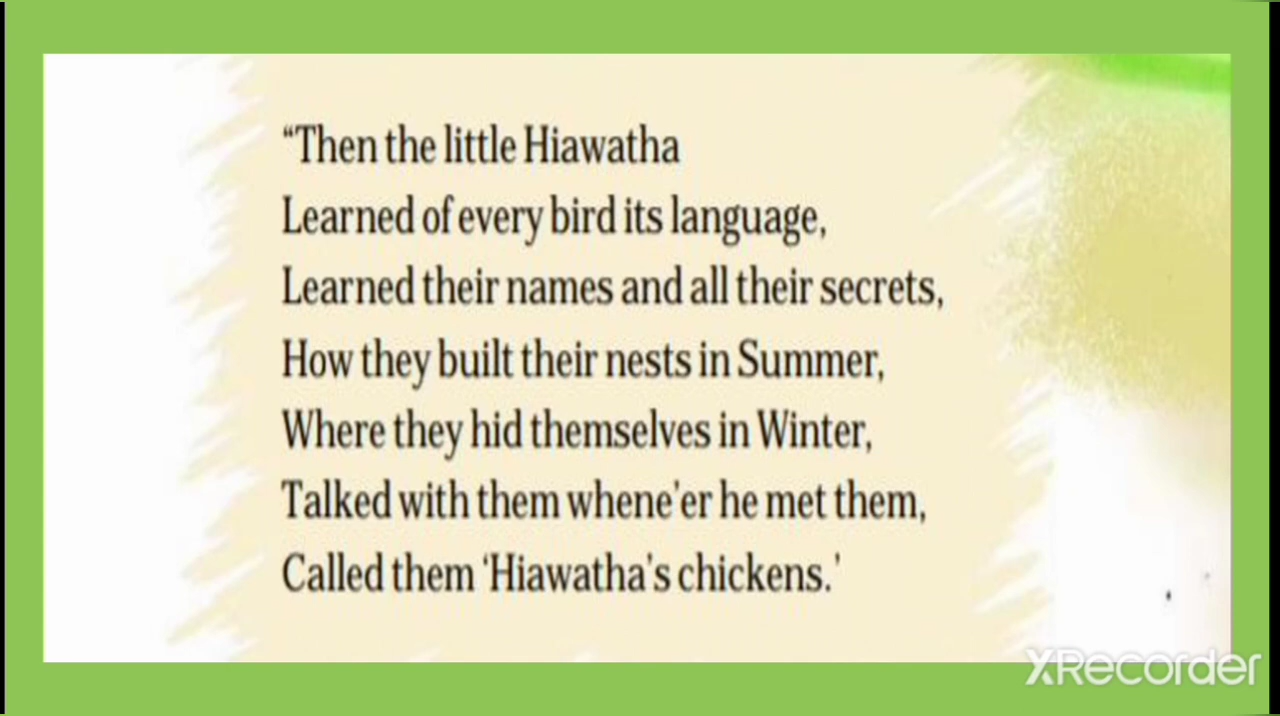 “Then the little Hiawatha
Learned of every bird its language,
Learned their names and all their secrets,
How they built their nests in Summer,
Where they hid themselves in Winter,
Talked with them whene’er he met them,
Called them ‘Hiawatha’s chickens.’
XRecorder